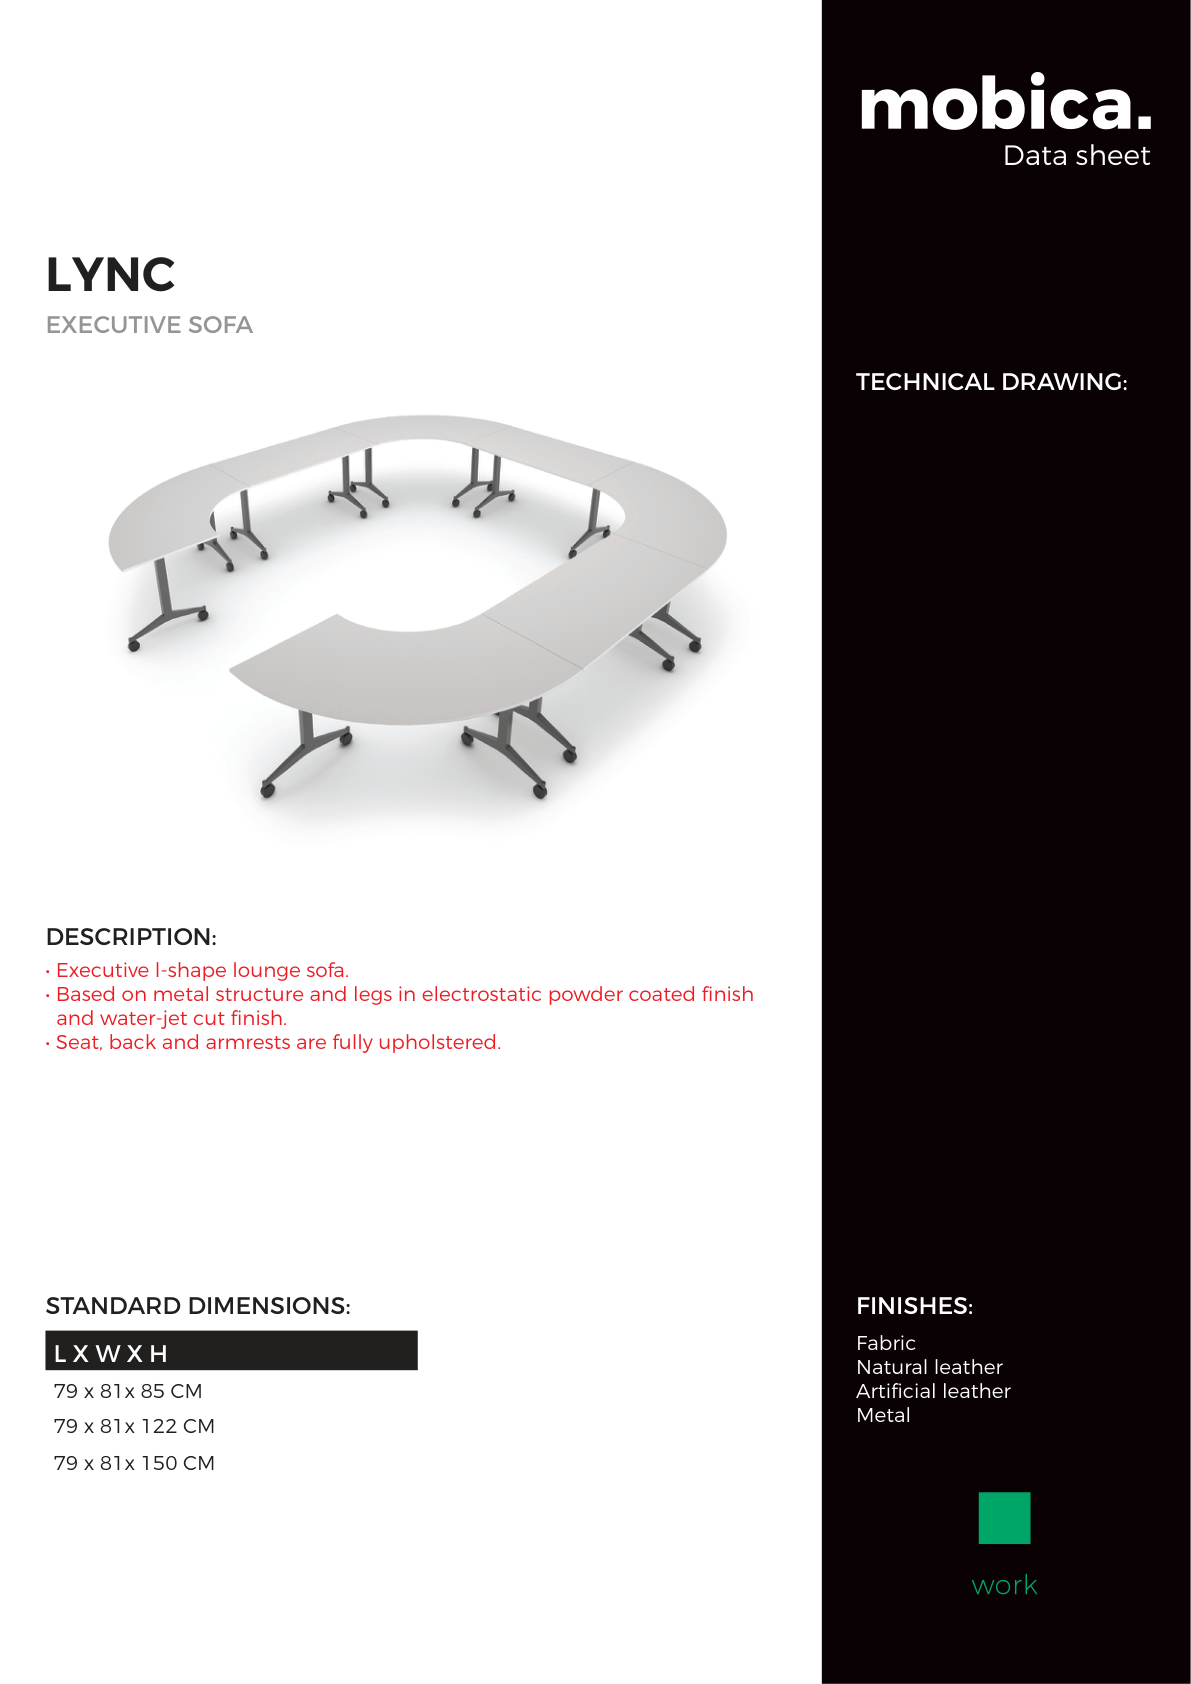 mobica.
Data sheet
LYNC
EXECUTIVE SOFA
TECHNICAL DRAWING:
DESCRIPTION:
• Executive l-shape lounge sofa.
• Based on metal structure and legs in electrostatic powder coated finish
and water-jet cut finish.
• Seat, back and armrests are fully upholstered.
STANDARD DIMENSIONS:
L X W X H
79 x 81x 85 CM
79 x 81x 122 CM
79 x 81x 150 CM
FINISHES:
Fabric
Natural leather
Artificial leather
Metal
work